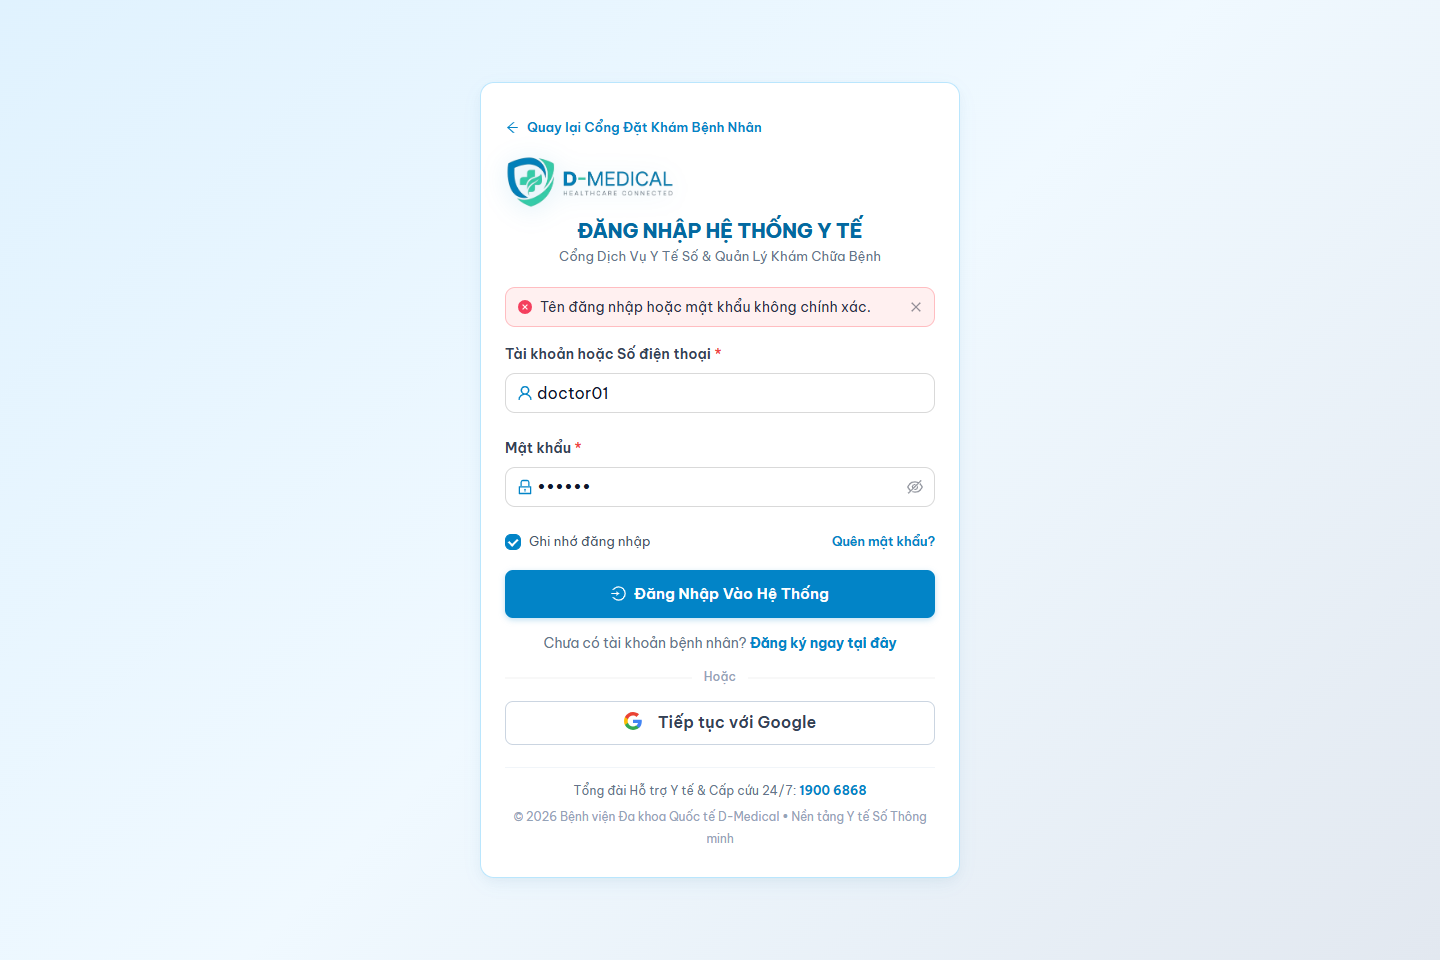 Quay lại Cổng Đặt Khám Bệnh Nhân
D-MEDICAL
HEALTHCARE CONNECTED
ĐĂNG NHẬP HỆ THỐNG Y TẾ
Cổng Dịch Vụ Y Tế Số & Quản Lý Khám Chữa Bệnh
Tên đăng nhập hoặc mật khẩu không chính xác.
Tài khoản hoặc Số điện thoại *
doctor01
Mật khẩu *
••••••
Ghi nhớ đăng nhập
Quên mật khẩu?
Đăng Nhập Vào Hệ Thống
Chưa có tài khoản bệnh nhân? Đăng ký ngay tại đây
Hoặc
Tiếp tục với Google
Tổng đài Hỗ trợ Y tế & Cấp cứu 24/7: 1900 6868
© 2026 Bệnh viện Đa khoa Quốc tế D-Medical • Nền tảng Y tế Số Thông
minh